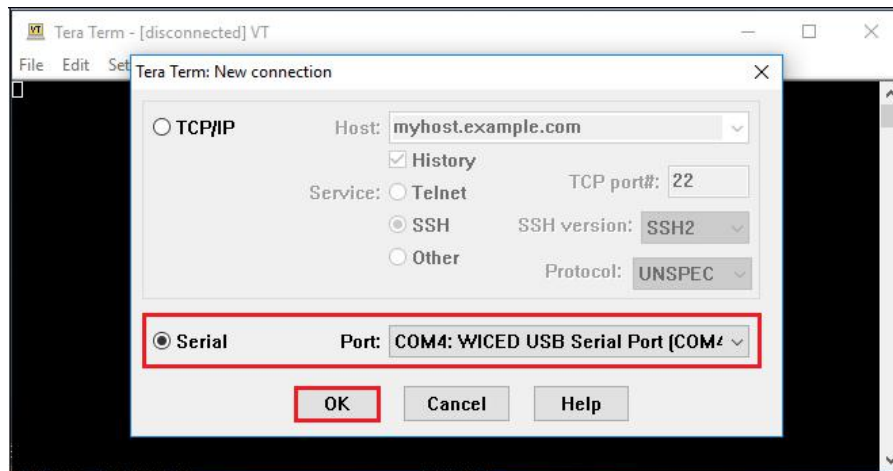 VT Tera Term - [disconnected] VT
File Edit Set
Tera Term: New connection
TCP/IP Host: myhost.example.com
History
Service: Telnet TCP port#: 22
SSH SSH version: SSH2
Other Protocol: UNSPEC
Serial Port: COM4: WICED USB Serial Port (COM4
OK Cancel Help